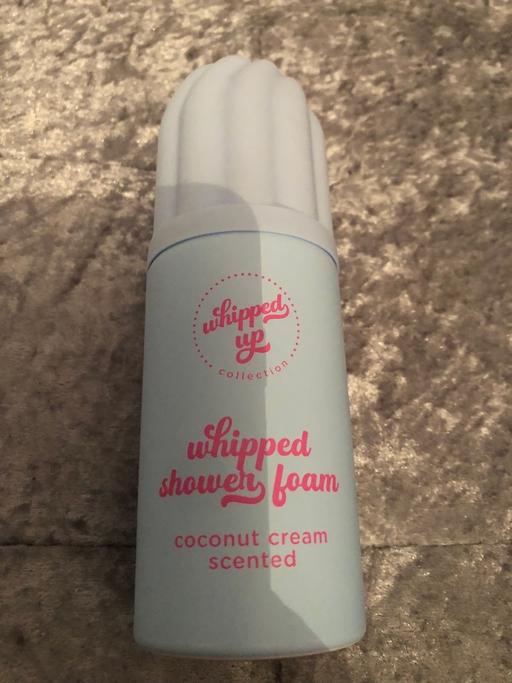 whipped
up
collection
whipped
shower foam
coconut cream
scented